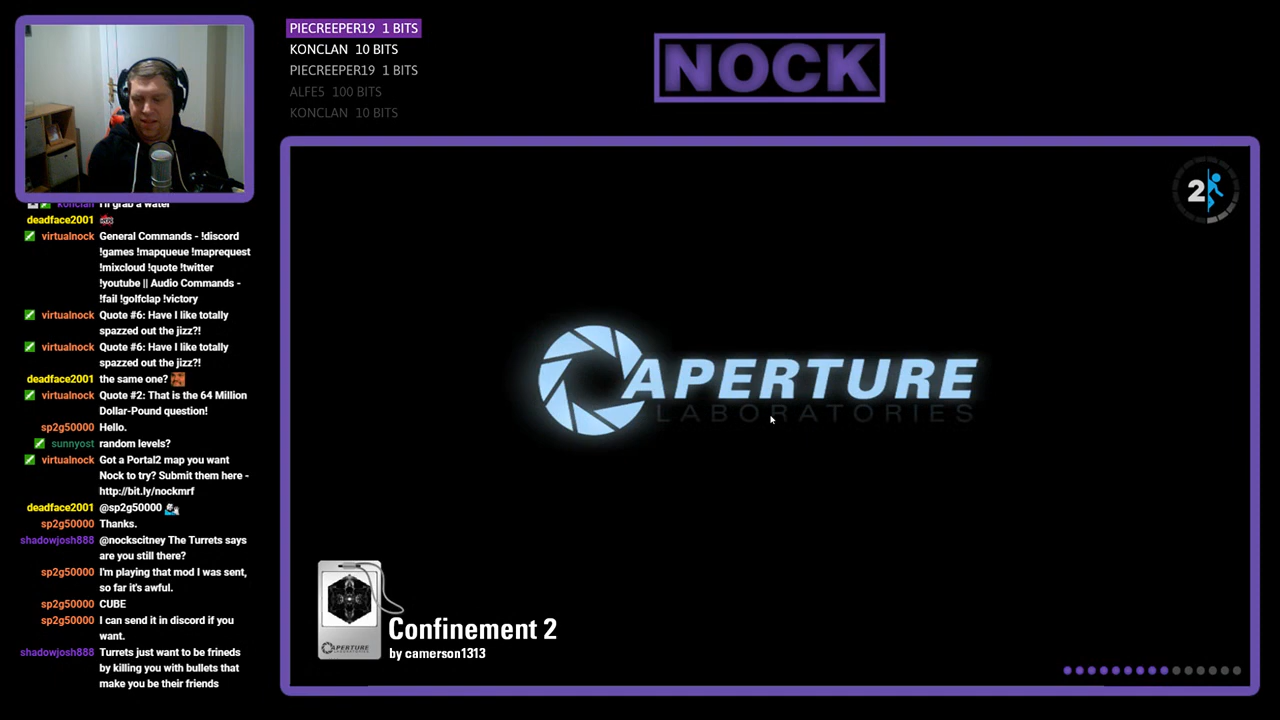 PIECREEPER19 1 BITS
KONCLAN 10 BITS
PIECREEPER19 1 BITS
ALFES 100 BITS
KONCLAN 10 BITS
NOCK
2
konclan I'll grab a water
deadface2001
virtualnock General Commands - !discord
!games !mapqueue !maprequest
!mixcloud !quote !twitter
!youtube || Audio Commands -
!fail !golfclap !victory
virtualnock Quote #6: Have I like totally
spazzed out the jizz?!
virtualnock Quote #6: Have I like totally
spazzed out the jizz?!
deadface2001 the same one?
virtualnock Quote #2: That is the 64 Million
Dollar-Pound question!
sp2g50000 Hello.
sunnyost random levels?
virtualnock Got a Portal2 map you want
Nock to try? Submit them here -
http://bit.ly/nockmrf
deadface2001 @sp2g50000
sp2g50000 Thanks.
shadowjosh888 @nockscitney The Turrets says
are you still there?
sp2g50000 I'm playing that mod I was sent,
so far it's awful.
sp2g50000 CUBE
sp2g50000 I can send it in discord if you
want.
shadowjosh888 Turrets just want to be frineds
by killing you with bullets that
make you be their friends
APERTURE
LABORATORIES
APERTURE
Confinement 2
by camerson1313